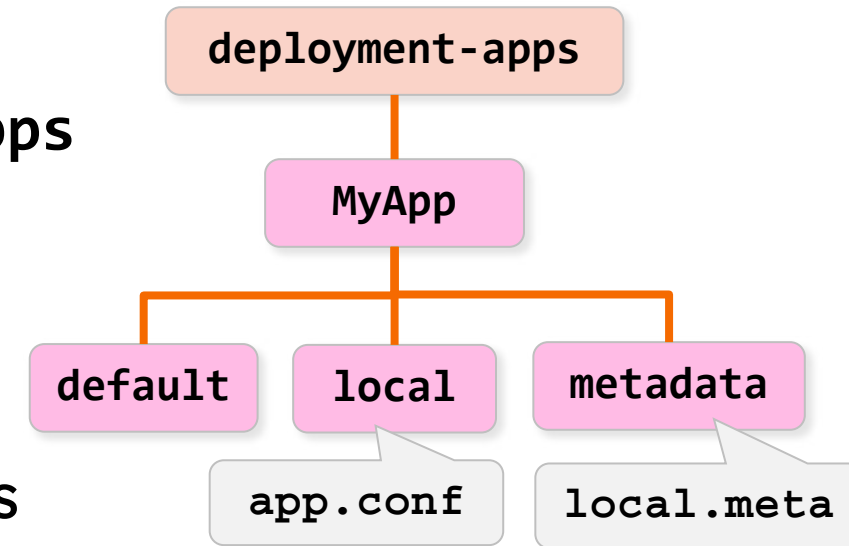 deployment-apps
MyApp
default
local
metadata
app.conf
local.meta